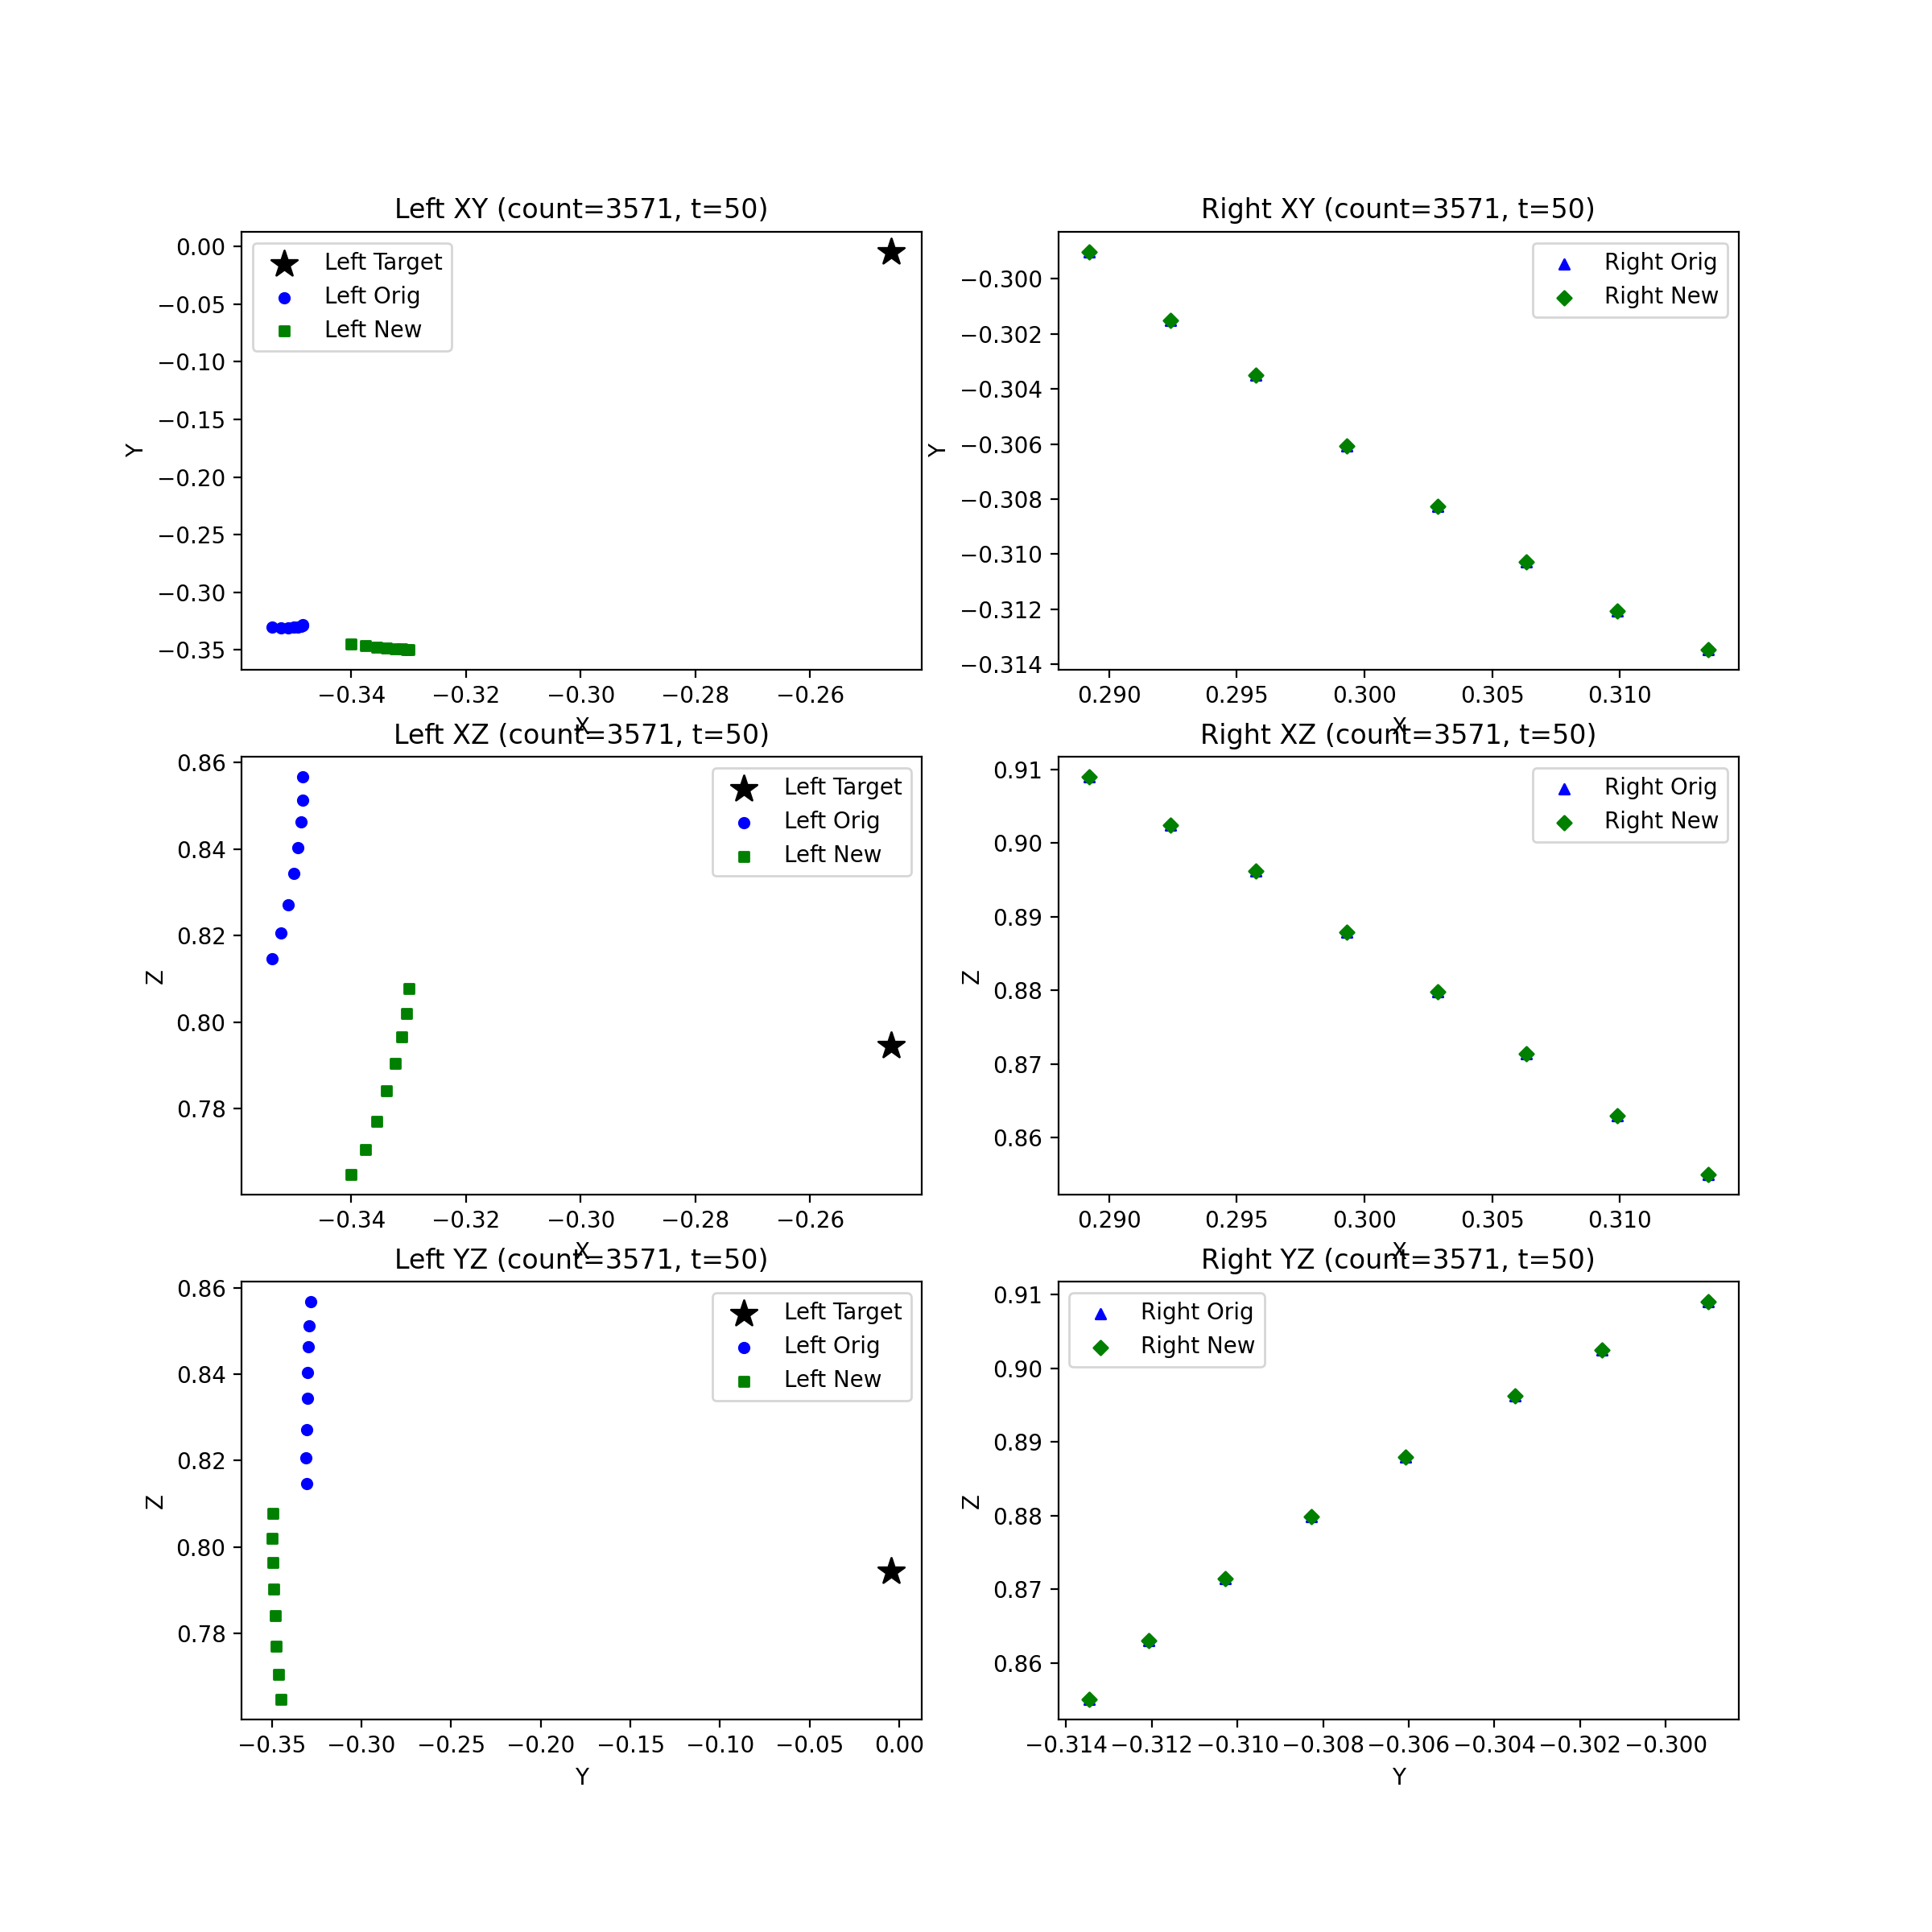 Left XY (count=3571, t=50)
0.00
−0.05
−0.10
−0.15
−0.20
−0.25
−0.30
−0.35
Y
Left Target
Left Orig
Left New
−0.34 −0.32 −0.30 −0.28 −0.26
X
Right XY (count=3571, t=50)
−0.300
−0.302
−0.304
−0.306
−0.308
−0.310
−0.312
−0.314
Y
Right Orig
Right New
0.290 0.295 0.300 0.305 0.310
X
Left XZ (count=3571, t=50)
0.86
0.84
0.82
0.80
0.78
Z
Left Target
Left Orig
Left New
−0.34 −0.32 −0.30 −0.28 −0.26
X
Right XZ (count=3571, t=50)
0.91
0.90
0.89
0.88
0.87
0.86
Z
Right Orig
Right New
0.290 0.295 0.300 0.305 0.310
X
Left YZ (count=3571, t=50)
0.86
0.84
0.82
0.80
0.78
Z
Left Target
Left Orig
Left New
−0.35 −0.30 −0.25 −0.20 −0.15 −0.10 −0.05 0.00
Y
Right YZ (count=3571, t=50)
0.91
0.90
0.89
0.88
0.87
0.86
Z
Right Orig
Right New
−0.314 −0.312 −0.310 −0.308 −0.306 −0.304 −0.302 −0.300
Y